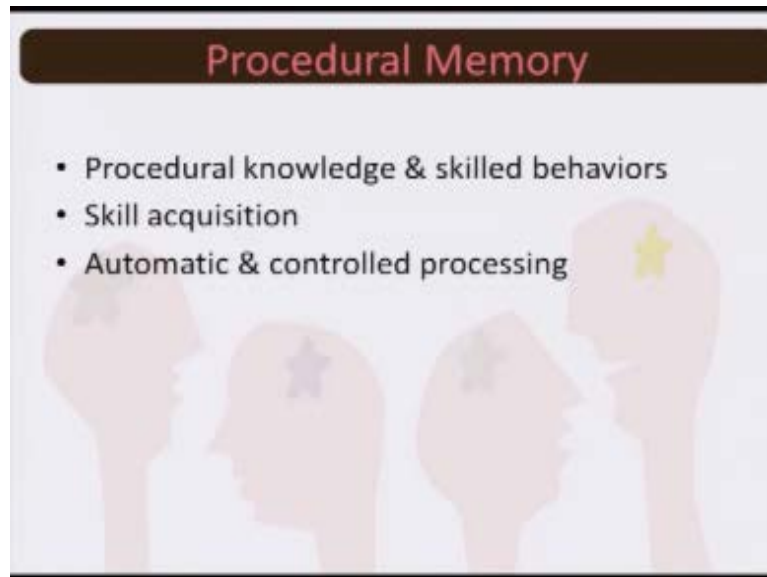 Procedural Memory
• Procedural knowledge & skilled behaviors
• Skill acquisition
• Automatic & controlled processing